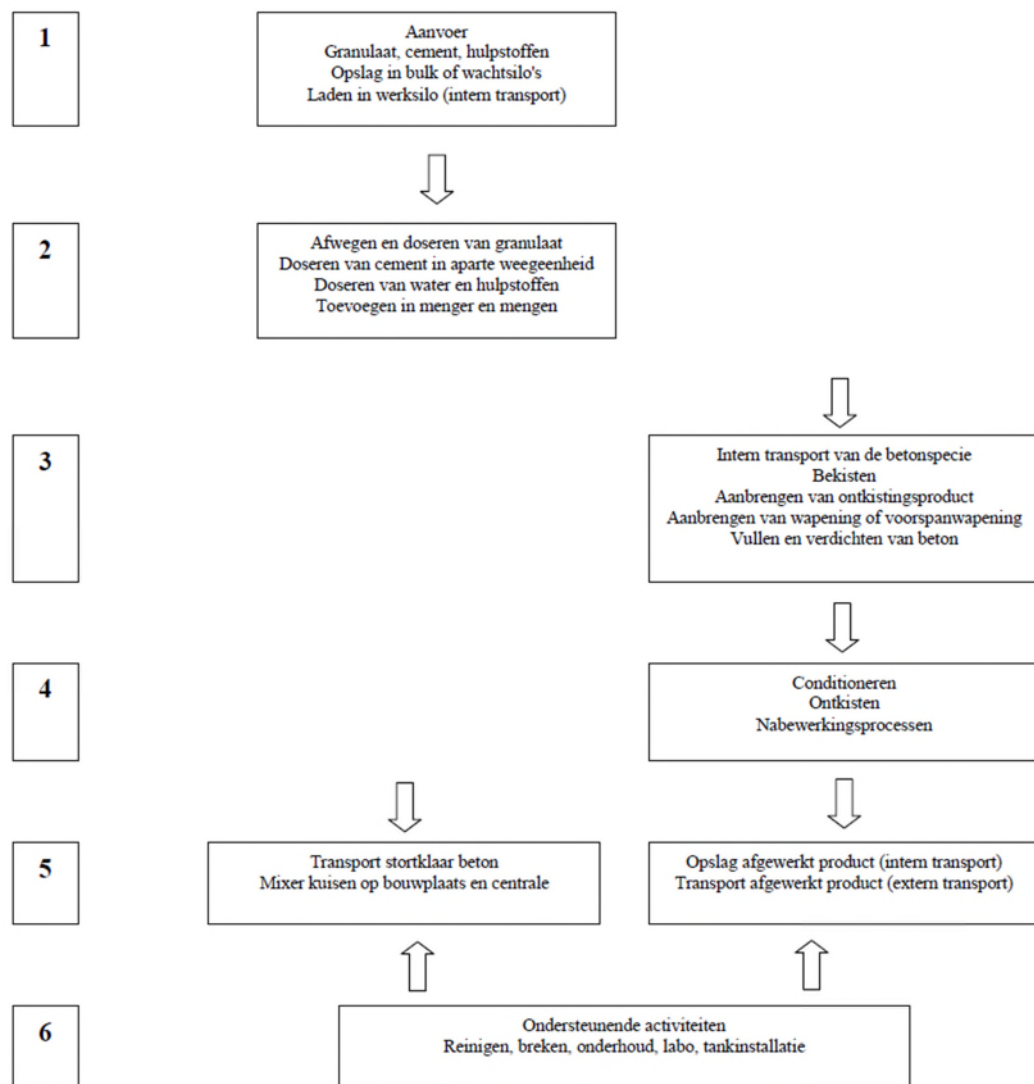 1
Aanvoer
Granulaat, cement, hulpstoffen
Opslag in bulk of wachtsilo's
Laden in werksilo (intern transport)
2
Afwegen en doseren van granulaat
Doseren van cement in aparte weegeenheid
Doseren van water en hulpstoffen
Toevoegen in menger en mengen
3
Intern transport van de betonspecie
Bekisten
Aanbrengen van ontkistingsproduct
Aanbrengen van wapening of voorspanwapening
Vullen en verdichten van beton
4
Conditioneren
Ontkisten
Nabewerkingsprocessen
5
Transport stortklaar beton
Mixer kuisen op bouwplaats en centrale
Opslag afgewerkt product (intern transport)
Transport afgewerkt product (extern transport)
6
Ondersteunende activiteiten
Reinigen, breken, onderhoud, labo, tankinstallatie